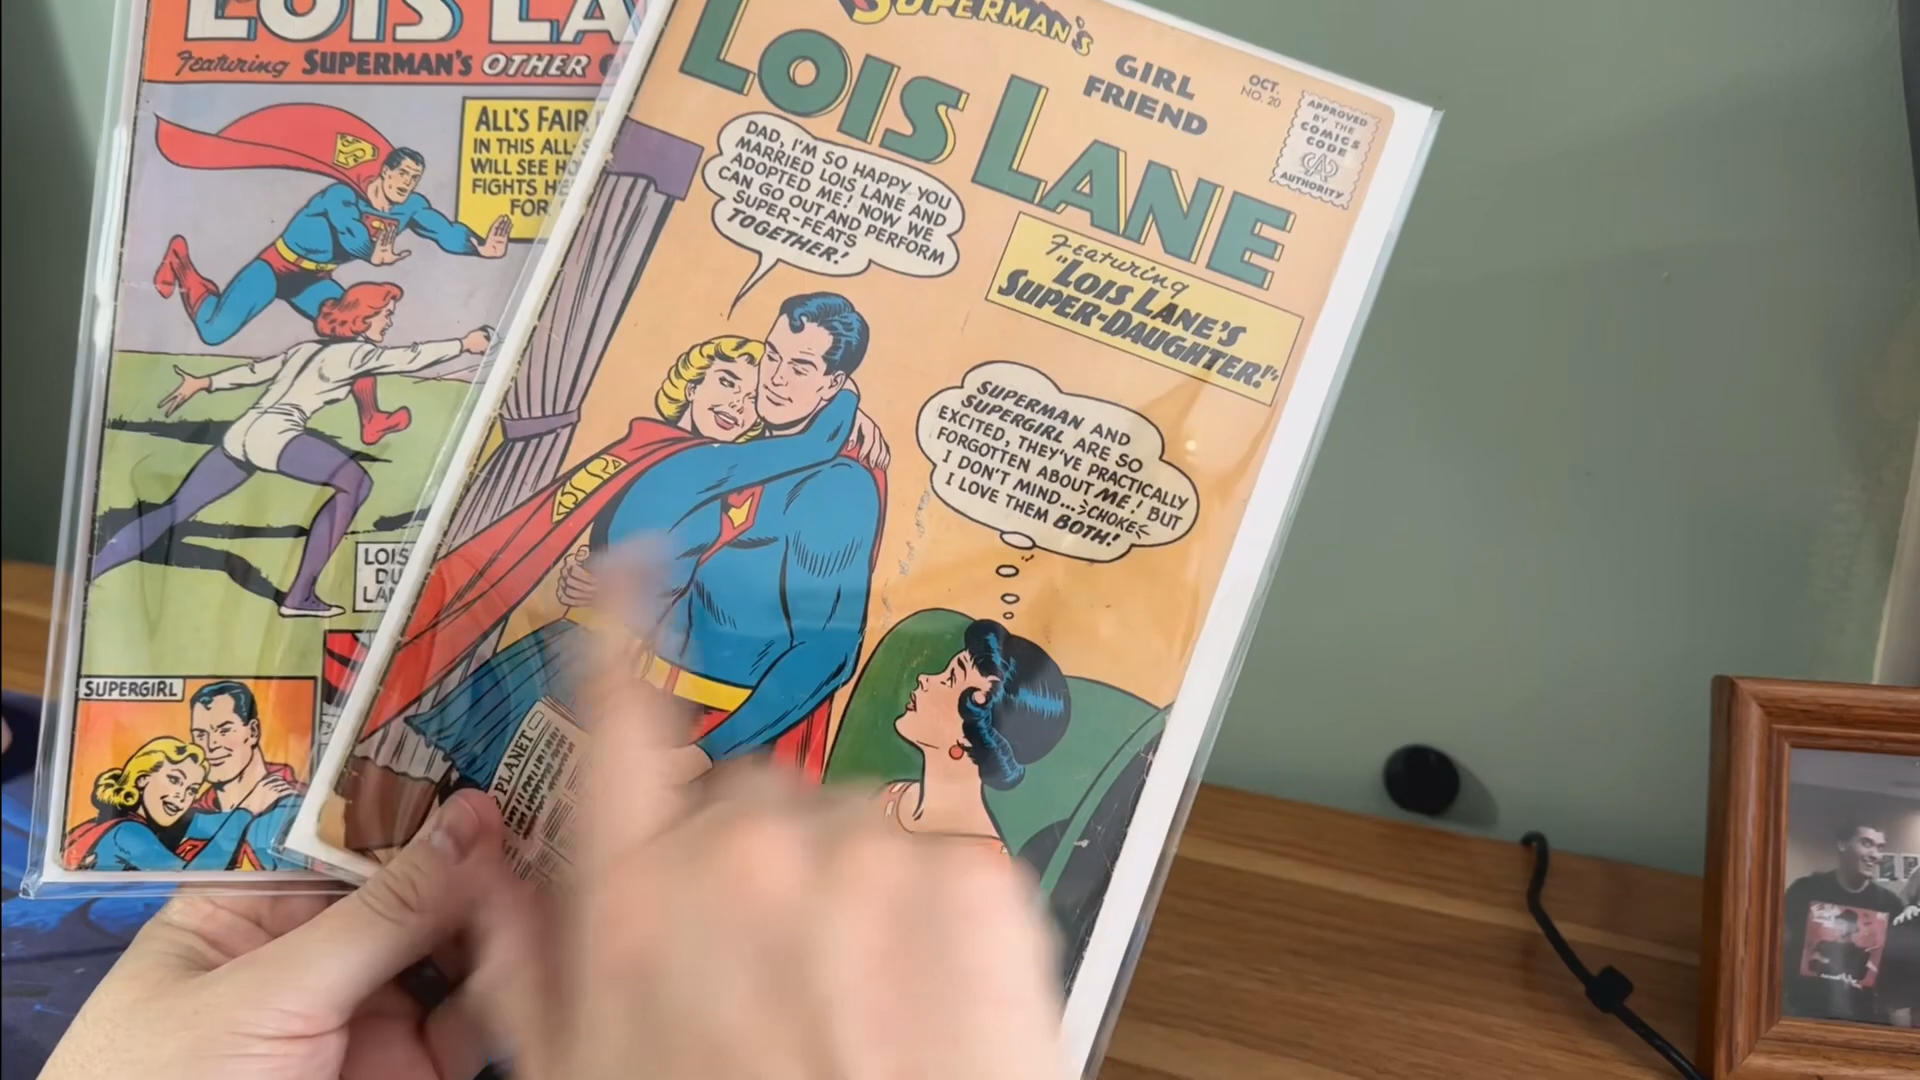 LOIS LA
Featuring SUPERMAN'S OTHER
ALL'S FAIR
IN THIS ALL-
WILL SEE
FIGHTS
FOR
LOIS
SUPERGIRL
SUPERMAN'S
GIRL
FRIEND
LOIS LANE
OCT.
NO. 20
APPROVED
BY THE
COMICS
CODE
CA
AUTHORITY
DAD, I'M SO HAPPY YOU
MARRIED LOIS LANE AND
ADOPTED ME! NOW WE
CAN GO OUT AND PERFORM
SUPER-FEATS
TOGETHER!
Featuring
"LOIS LANE'S
SUPER-DAUGHTER!"
SUPERMAN AND
SUPERGIRL ARE SO
EXCITED, THEY'VE PRACTICALLY
FORGOTTEN ABOUT ME! BUT
I DON'T MIND... CHOKE
I LOVE THEM BOTH!
PLANET